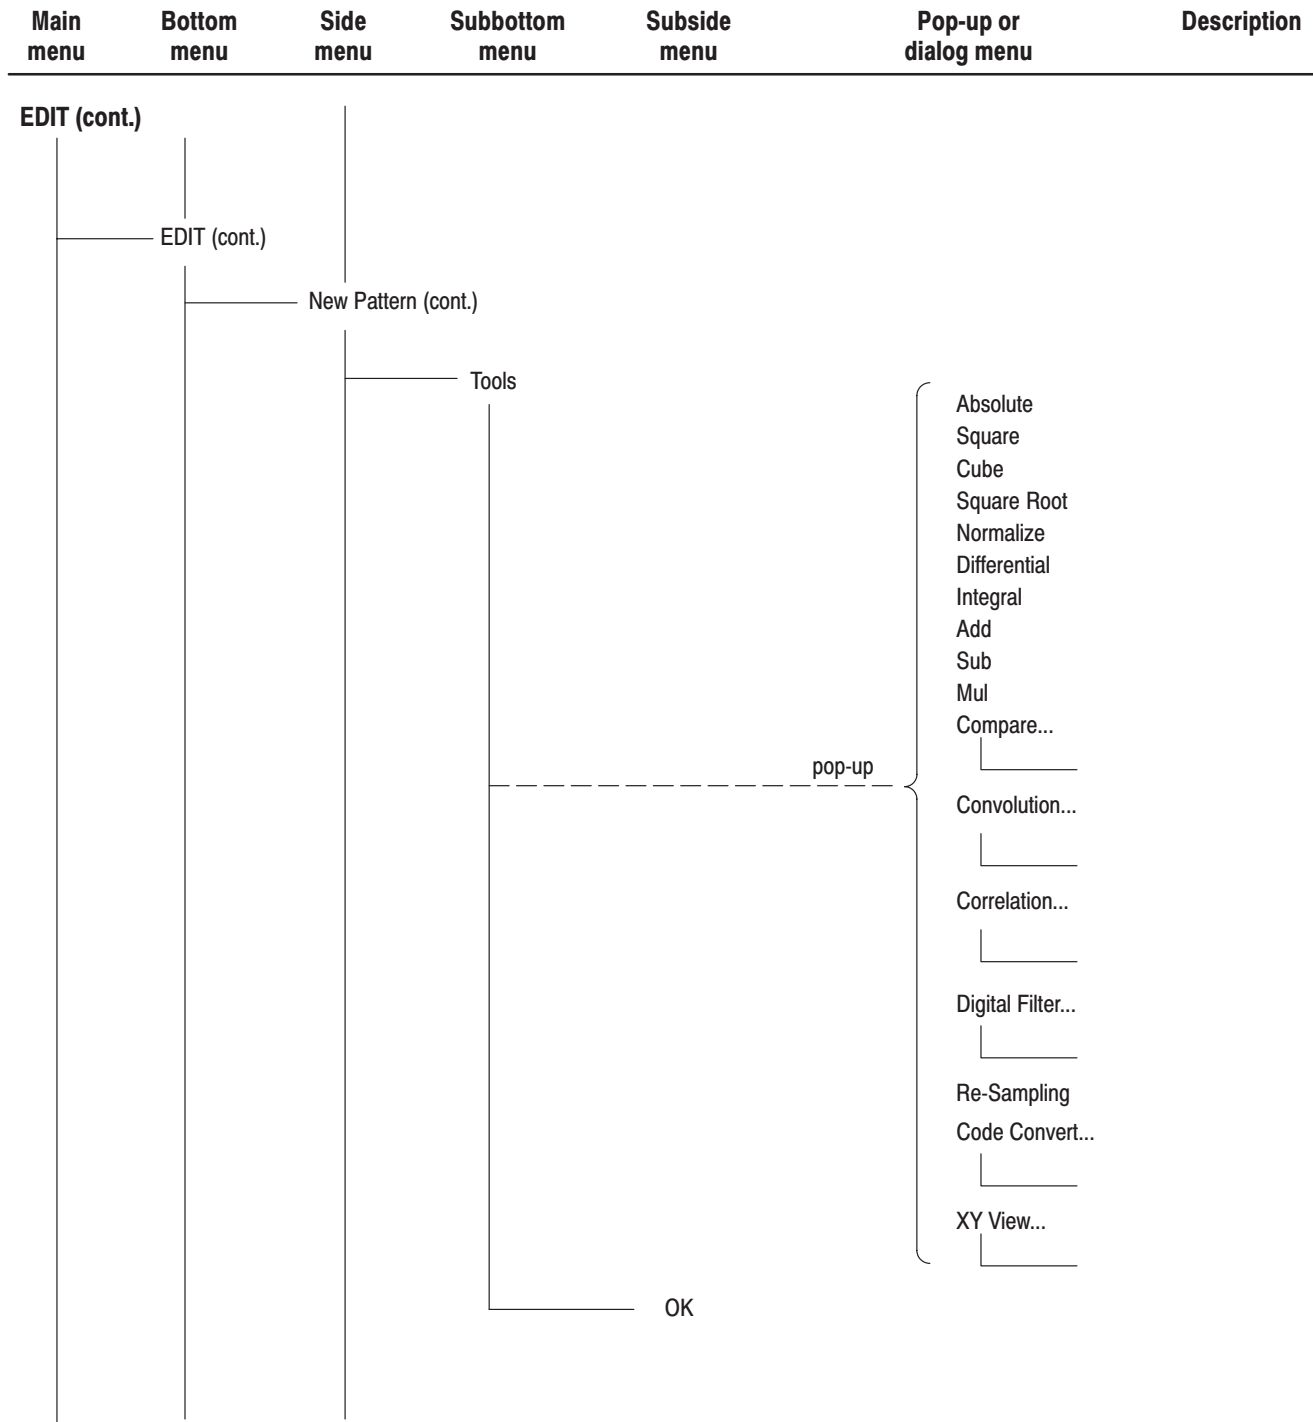 Main menu
Bottom menu
Side menu
Subbottom menu
Subside menu
Pop-up or dialog menu
Description
EDIT (cont.)
EDIT (cont.)
New Pattern (cont.)
Tools
Absolute
Square
Cube
Square Root
Normalize
Differential
Integral
Add
Sub
Mul
Compare...
pop-up
Convolution...
Correlation...
Digital Filter...
Re-Sampling
Code Convert...
XY View...
OK